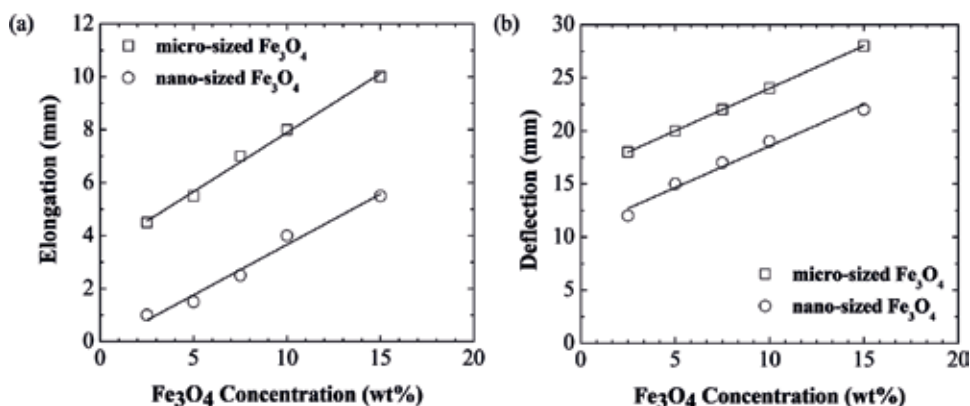 (a)
12
10
8
6
4
2
0
Elongation (mm)
micro-sized Fe₃O₄
nano-sized Fe₃O₄
0 5 10 15 20
Fe₃O₄ Concentration (wt%)
(b)
30
25
20
15
10
5
0
Deflection (mm)
micro-sized Fe₃O₄
nano-sized Fe₃O₄
0 5 10 15 20
Fe₃O₄ Concentration (wt%)